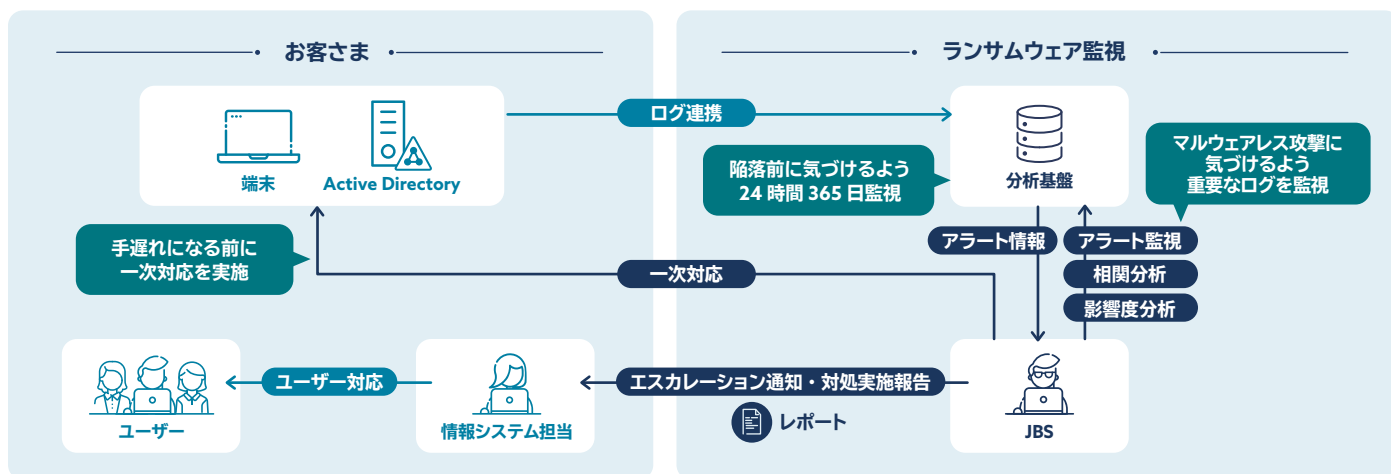 お客さま
ランサムウェア監視
端末
Active Directory
ログ連携
分析基盤
陥落前に気づけるよう
24 時間 365 日監視
マルウェアレス攻撃に
気づけるよう
重要なログを監視
手遅れになる前に
一次対応を実施
アラート情報
アラート監視
相関分析
影響度分析
一次対応
ユーザー
ユーザー対応
情報システム担当
エスカレーション通知・対処実施報告
レポート
JBS